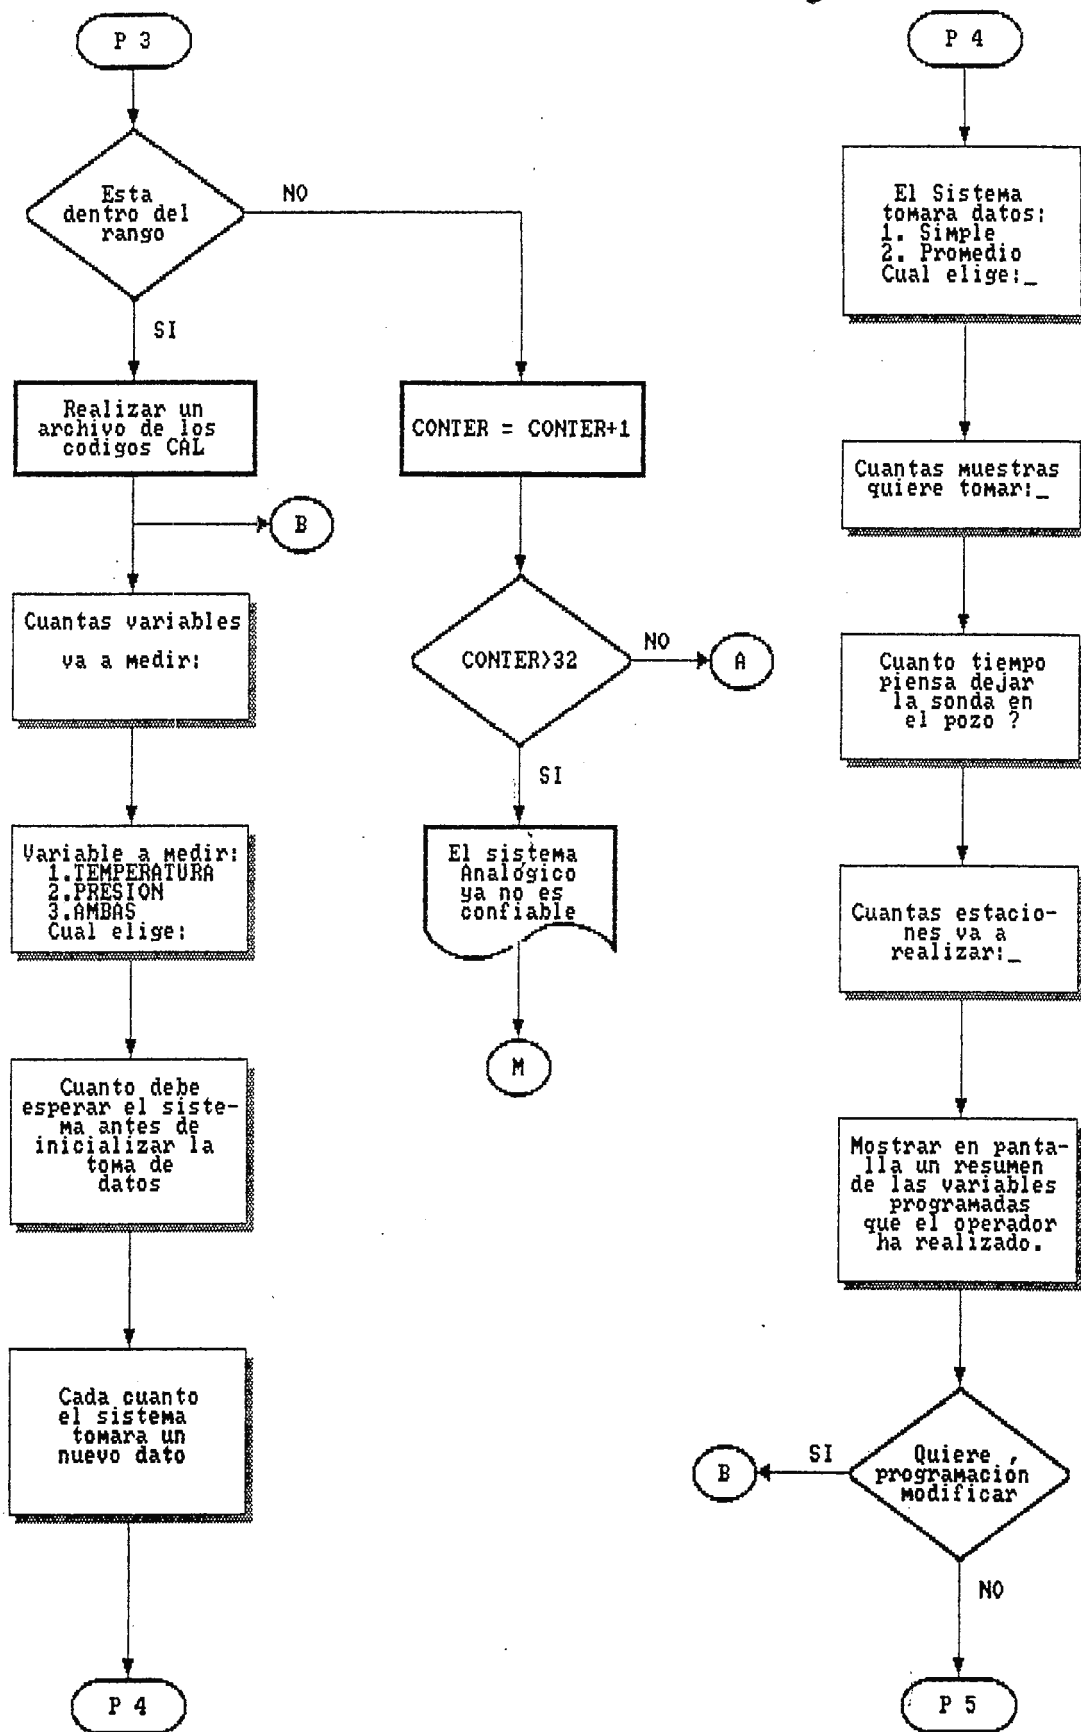 P 3
Esta
dentro del
rango
NO
SI
Realizar un
archivo de los
codigos CAL
B
Cuantas variables
va a medir:
Variable a medir:
1.TEMPERATURA
2.PRESION
3.AMBAS
Cual elige:
Cuanto debe
esperar el siste-
ma antes de
inicializar la
toma de
datos
Cada cuanto
el sistema
tomara un
nuevo dato
P 4
CONTER = CONTER+1
CONTER>32
NO
A
SI
El sistema
Analógico
ya no es
confiable
M
P 4
El Sistema
tomara datos:
1. Simple
2. Promedio
Cual elige:_
Cuantas muestras
quiere tomar:_
Cuanto tiempo
piensa dejar
la sonda en
el pozo ?
Cuantas estacio-
nes va a
realizar:_
Mostrar en panta-
lla un resumen
de las variables
programadas
que el operador
ha realizado.
Quiere
programación
modificar
SI
B
NO
P 5